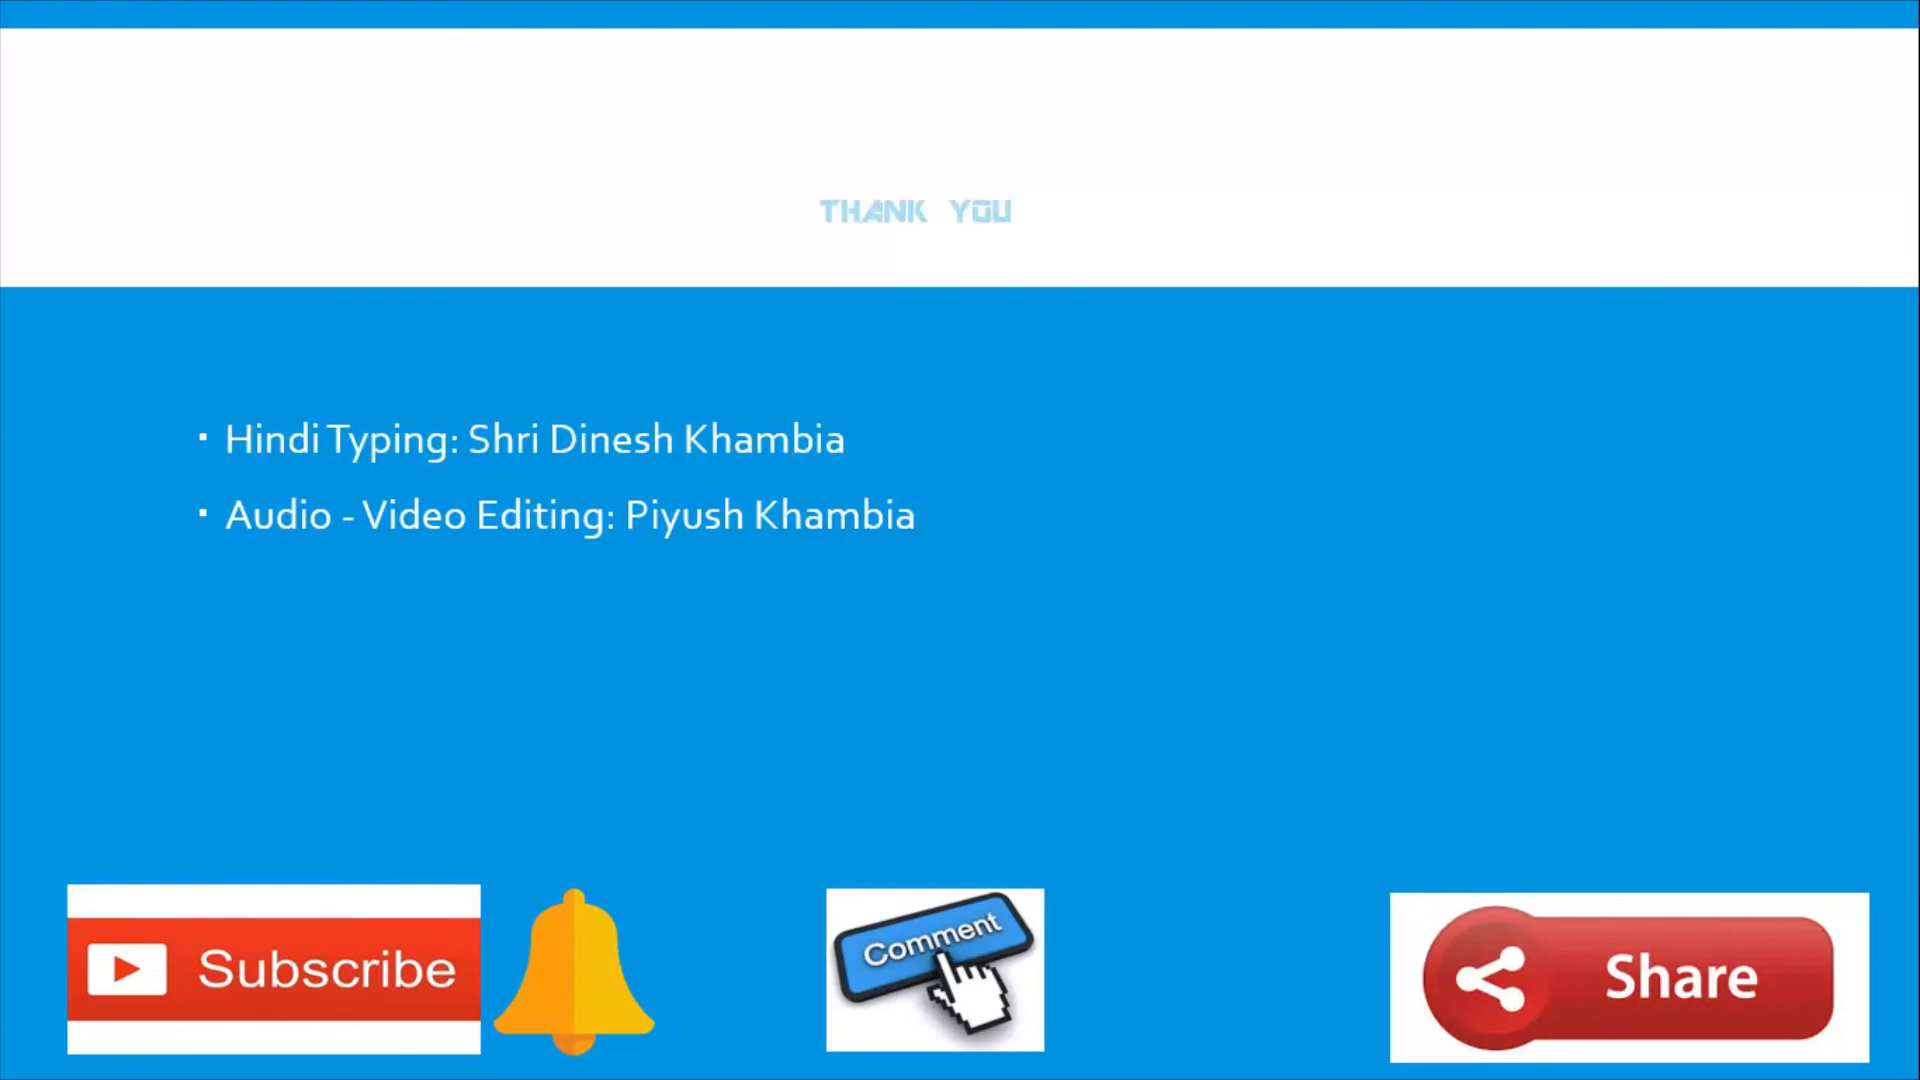 THANK YOU
Hindi Typing: Shri Dinesh Khambia
Audio - Video Editing: Piyush Khambia
Subscribe
Comment
Share